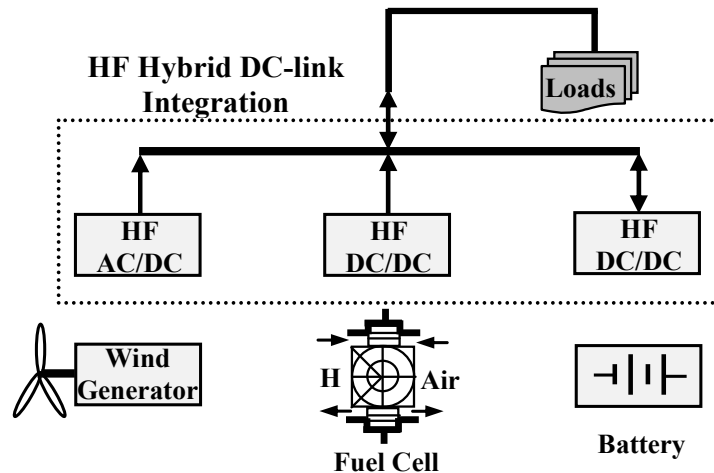 HF Hybrid DC-link
Integration
Loads
HF
AC/DC
HF
DC/DC
HF
DC/DC
Wind
Generator
H
Air
Fuel Cell
Battery